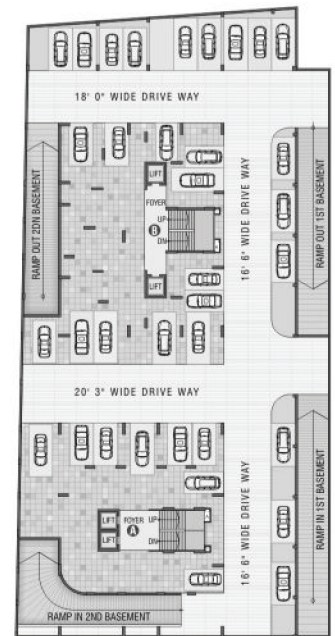 18' 0" WIDE DRIVE WAY
RAMP OUT 2DN BASEMENT
LIFT
FOYER
UP
B
DN
LIFT
16' 6" WIDE DRIVE WAY
RAMP OUT 1ST BASEMENT
20' 3" WIDE DRIVE WAY
LIFT
FOYER
UP
LIFT
A
DN
16' 6" WIDE DRIVE WAY
RAMP IN 1ST BASEMENT
RAMP IN 2ND BASEMENT